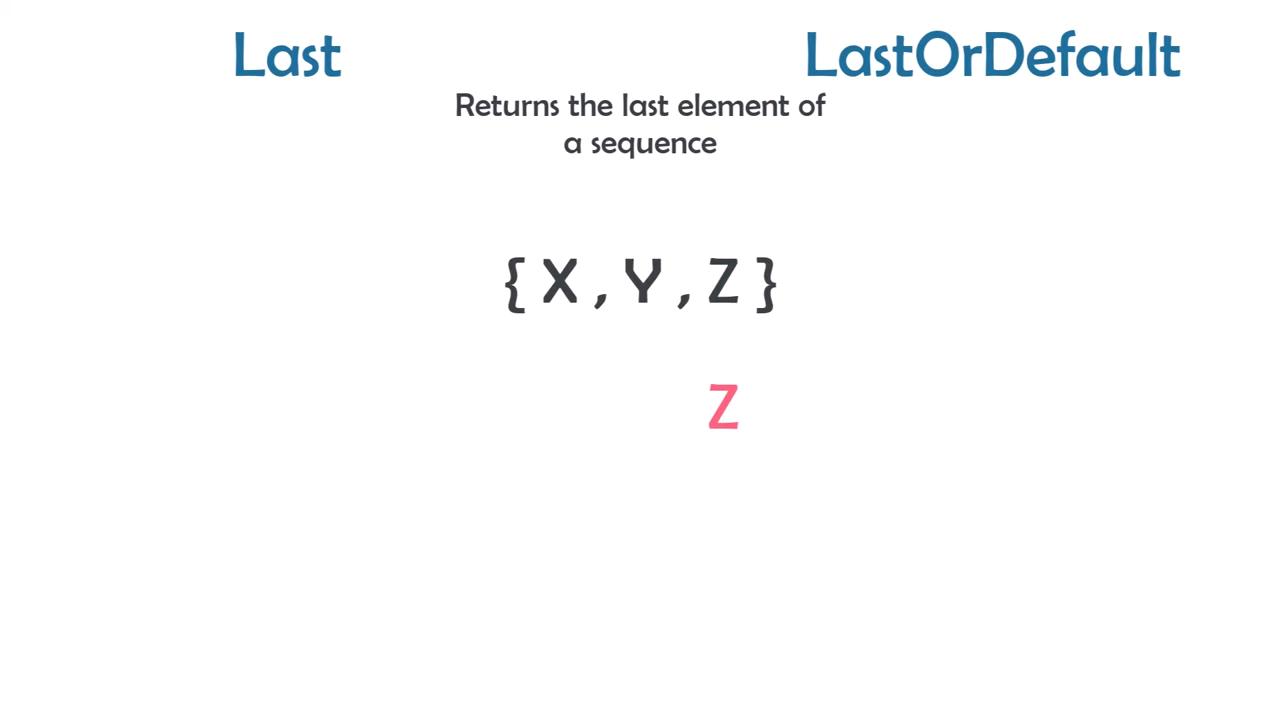 Last
LastOrDefault
Returns the last element of
a sequence
{ X , Y , Z }
Z